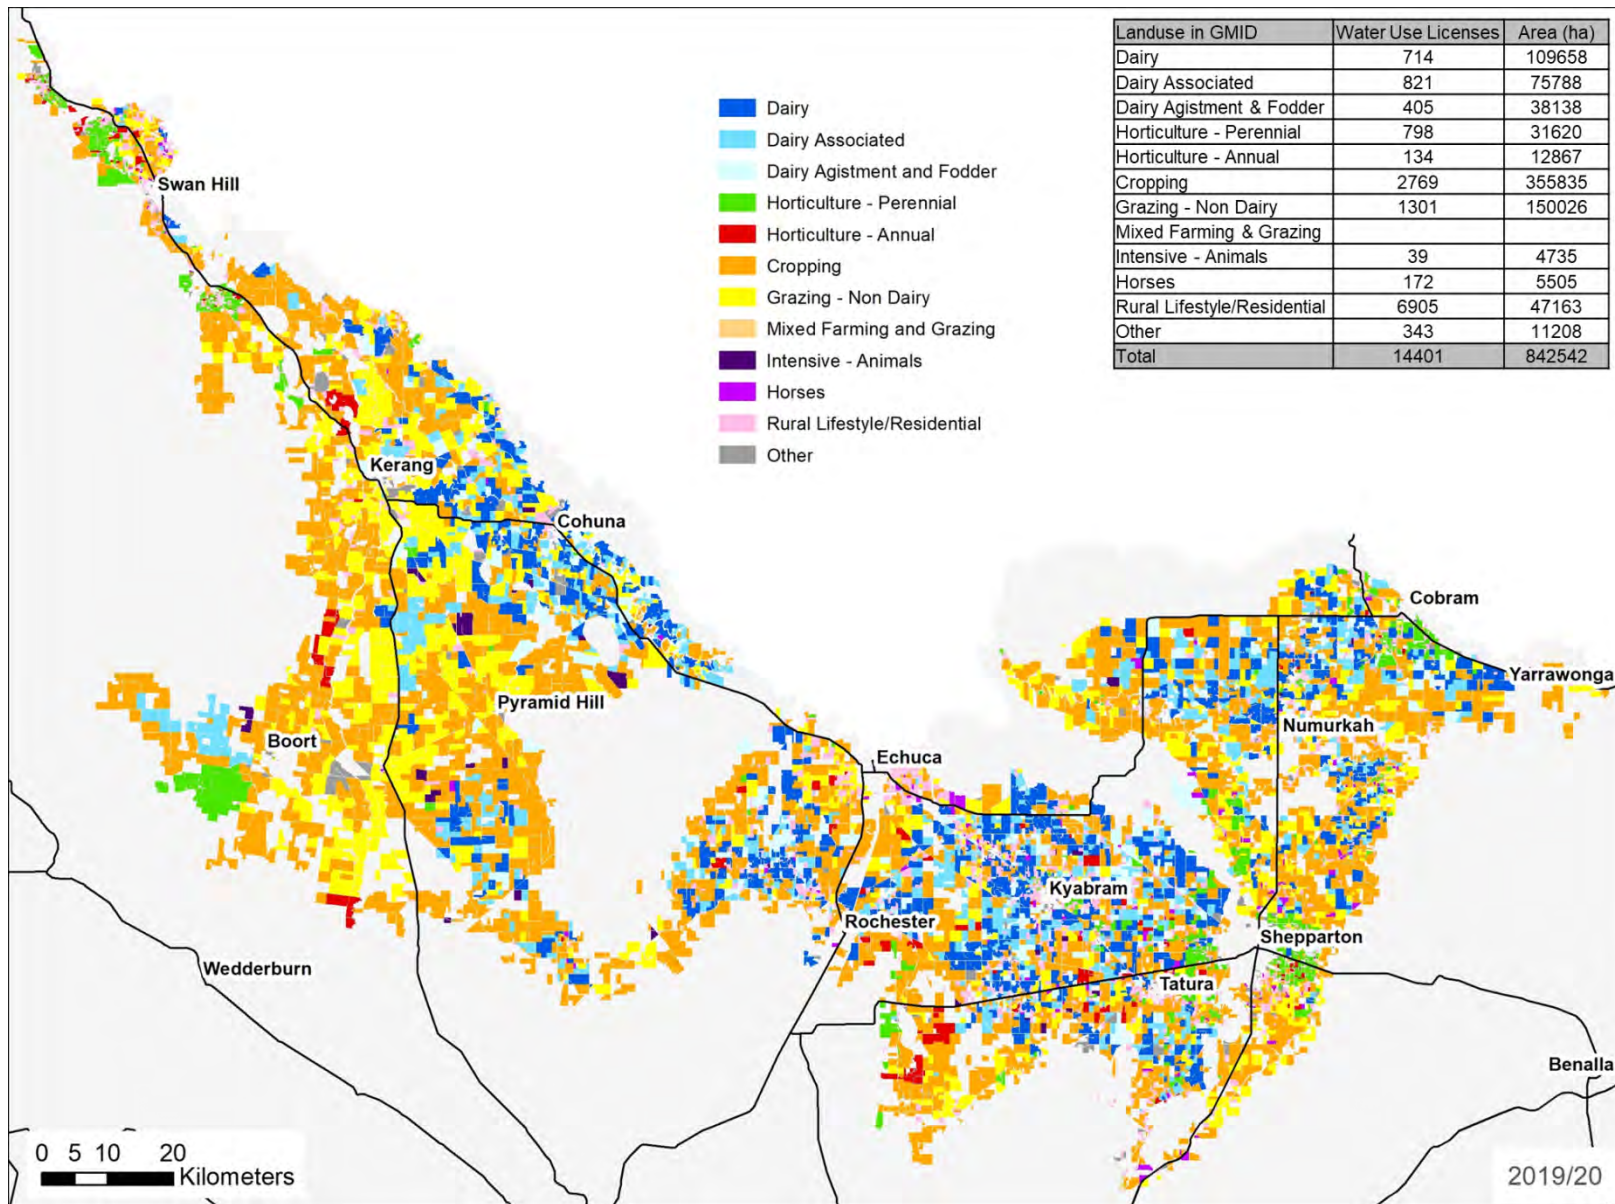 Landuse in GMID Water Use Licenses Area (ha)
Dairy 714 109658
Dairy Associated 821 75788
Dairy Agistment & Fodder 405 38138
Horticulture - Perennial 798 31620
Horticulture - Annual 134 12867
Cropping 2769 355835
Grazing - Non Dairy 1301 150026
Mixed Farming & Grazing
Intensive - Animals 39 4735
Horses 172 5505
Rural Lifestyle/Residential 6905 47163
Other 343 11208
Total 14401 842542
Dairy
Dairy Associated
Dairy Agistment and Fodder
Horticulture - Perennial
Horticulture - Annual
Cropping
Grazing - Non Dairy
Mixed Farming and Grazing
Intensive - Animals
Horses
Rural Lifestyle/Residential
Other
Swan Hill
Kerang
Cohuna
Cobram
Yarrawonga
Pyramid Hill
Numurkah
Boort
Echuca
Kyabram
Rochester
Shepparton
Wedderburn
Tatura
Benalla
0 5 10 20
Kilometers
2019/20